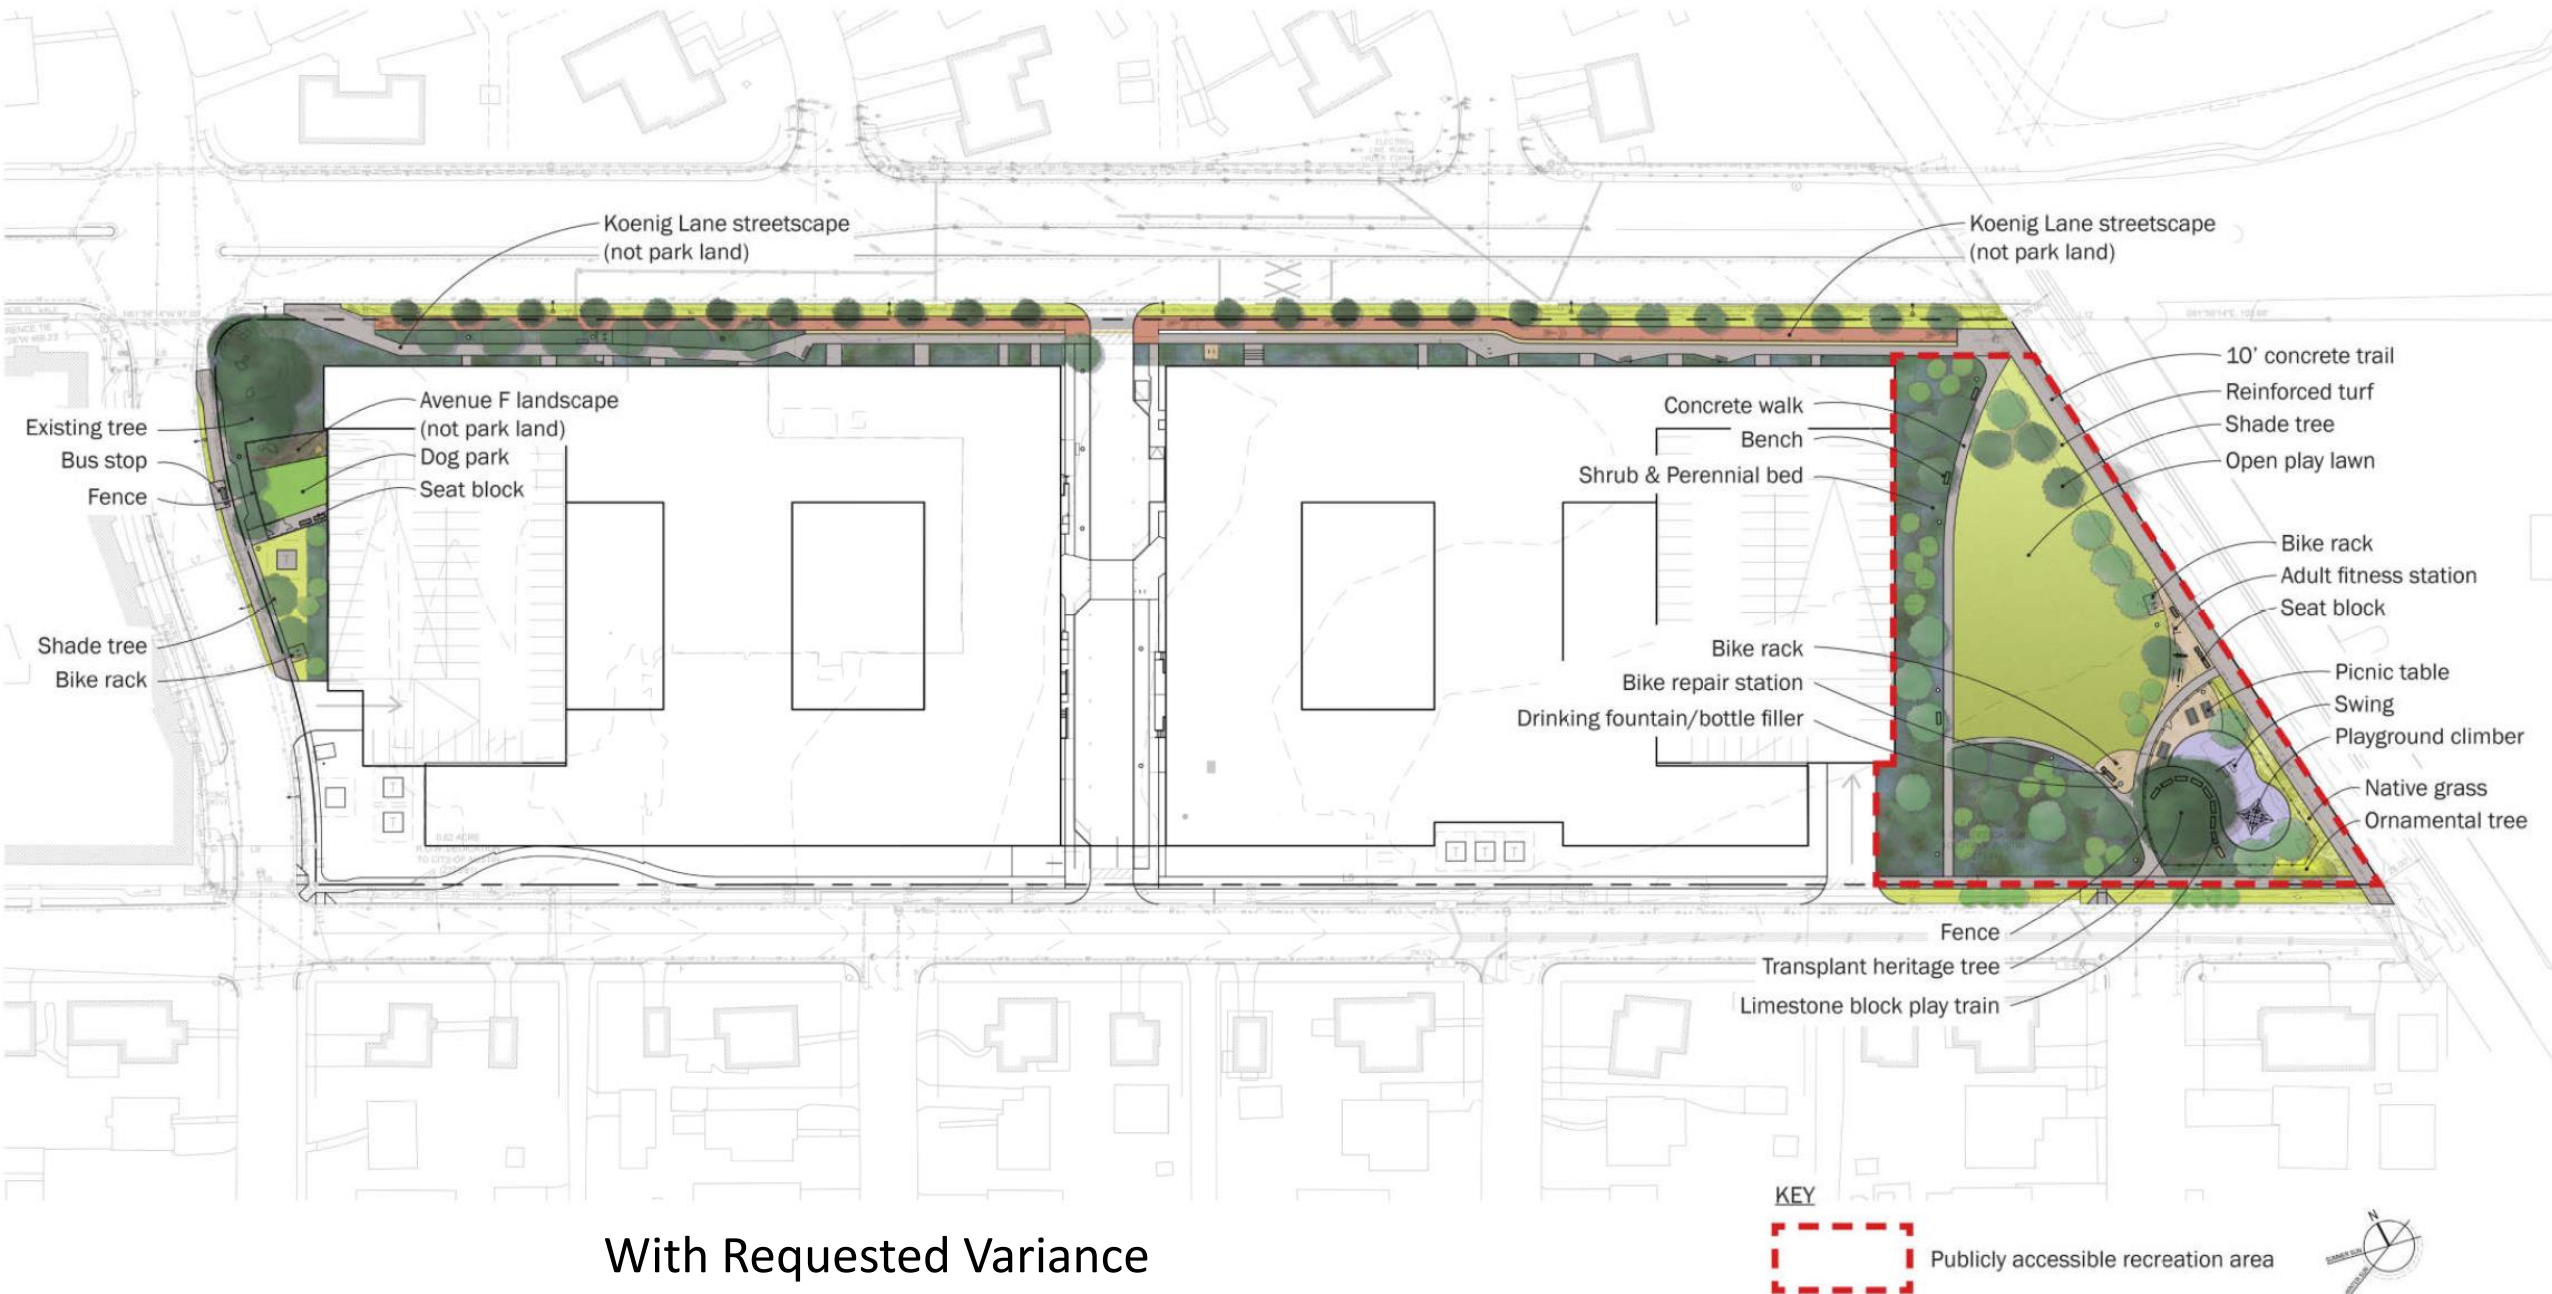 Koenig Lane streetscape
(not park land)
Koenig Lane streetscape
(not park land)
Existing tree
Bus stop
Fence
Shade tree
Bike rack
Avenue F landscape
(not park land)
Dog park
Seat block
Concrete walk
Bench
Shrub & Perennial bed
Bike rack
Bike repair station
Drinking fountain/bottle filler
10' concrete trail
Reinforced turf
Shade tree
Open play lawn
Bike rack
Adult fitness station
Seat block
Picnic table
Swing
Playground climber
Native grass
Ornamental tree
Fence
Transplant heritage tree
Limestone block play train
T
T
T
T
T
T
KEY
Publicly accessible recreation area
N
SUMMER SUN
WINTER SUN
With Requested Variance